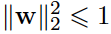 ‖𝐰‖₂² ⩽ 1